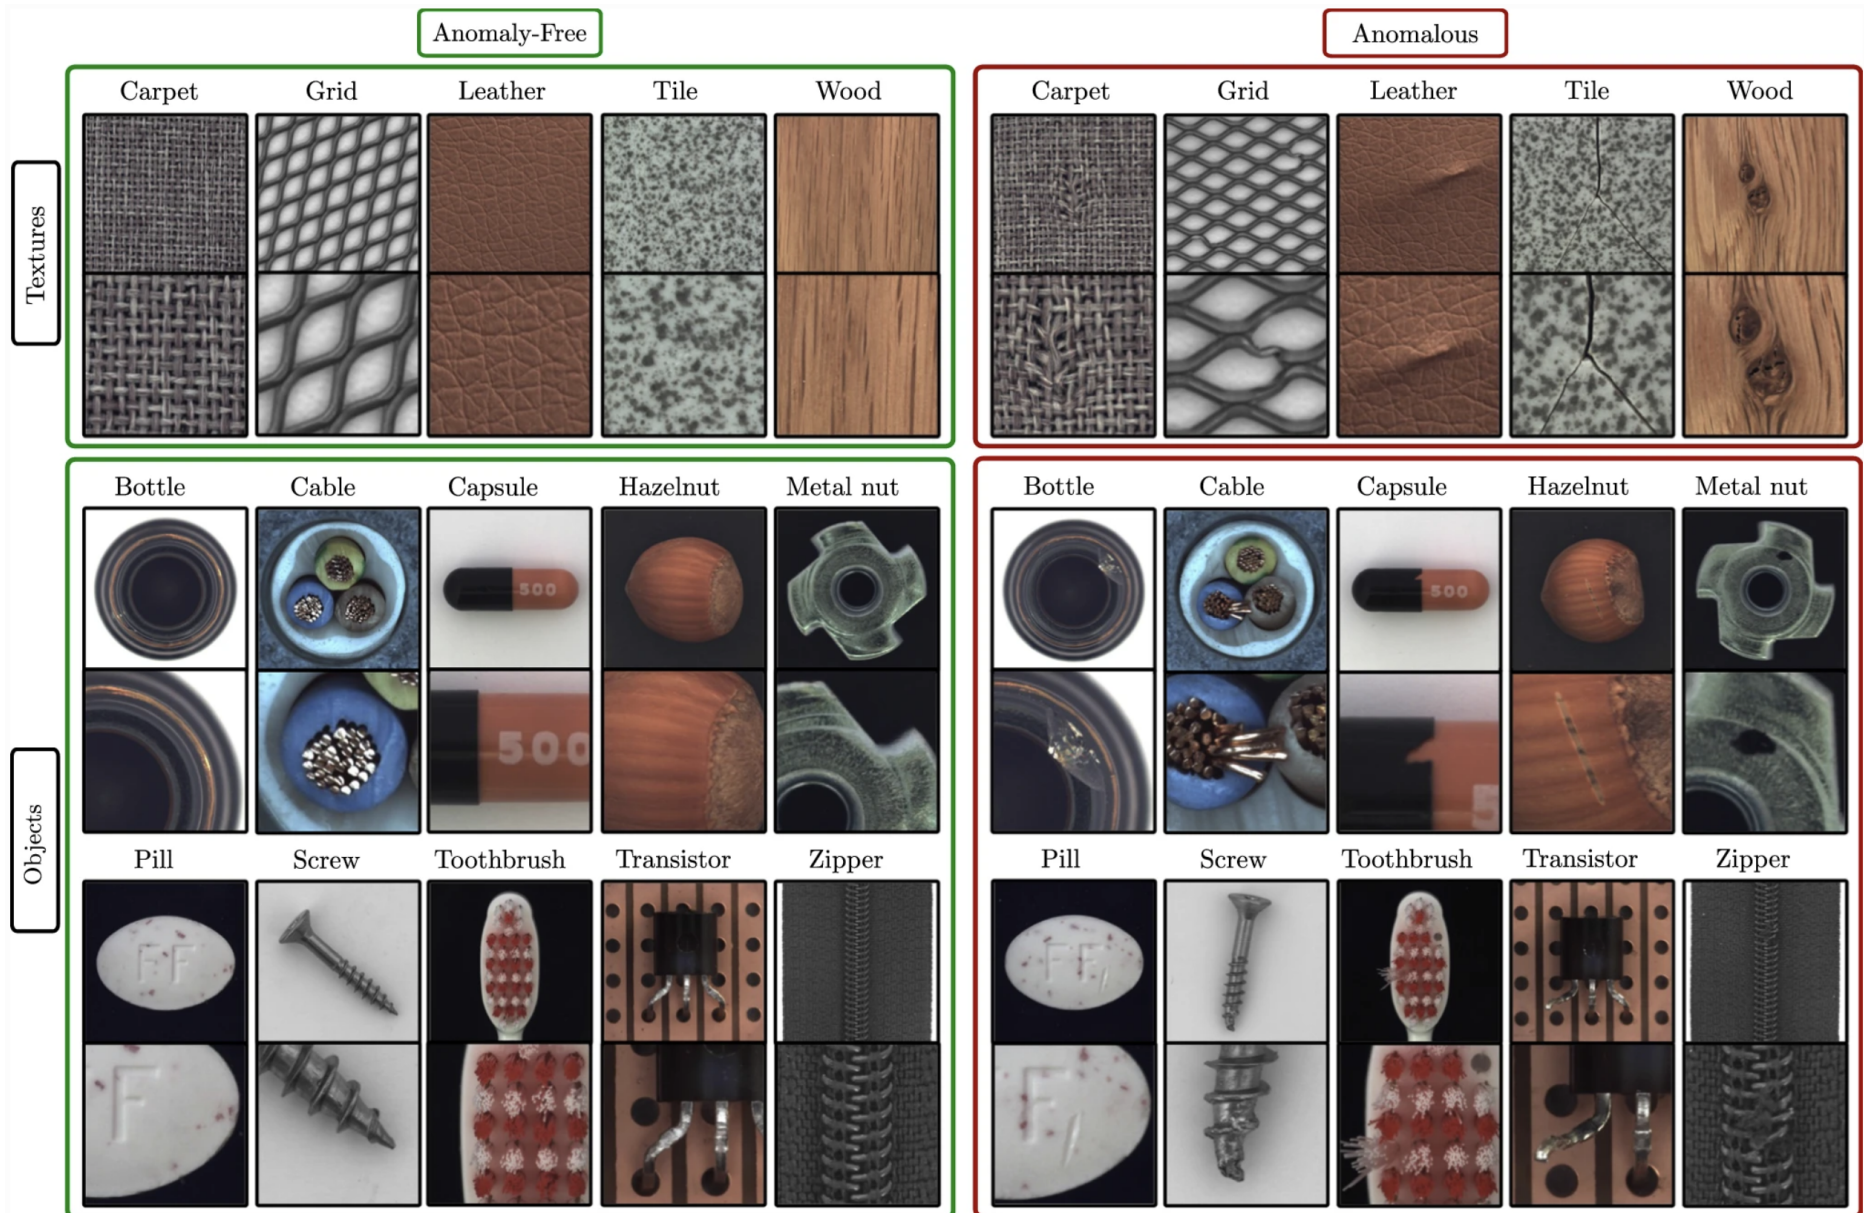 Anomaly-Free
Anomalous
Textures
Carpet Grid Leather Tile Wood
Carpet Grid Leather Tile Wood
Objects
Bottle Cable Capsule Hazelnut Metal nut
500
500
Bottle Cable Capsule Hazelnut Metal nut
500
5
Pill Screw Toothbrush Transistor Zipper
FF
F
Pill Screw Toothbrush Transistor Zipper
FF
F